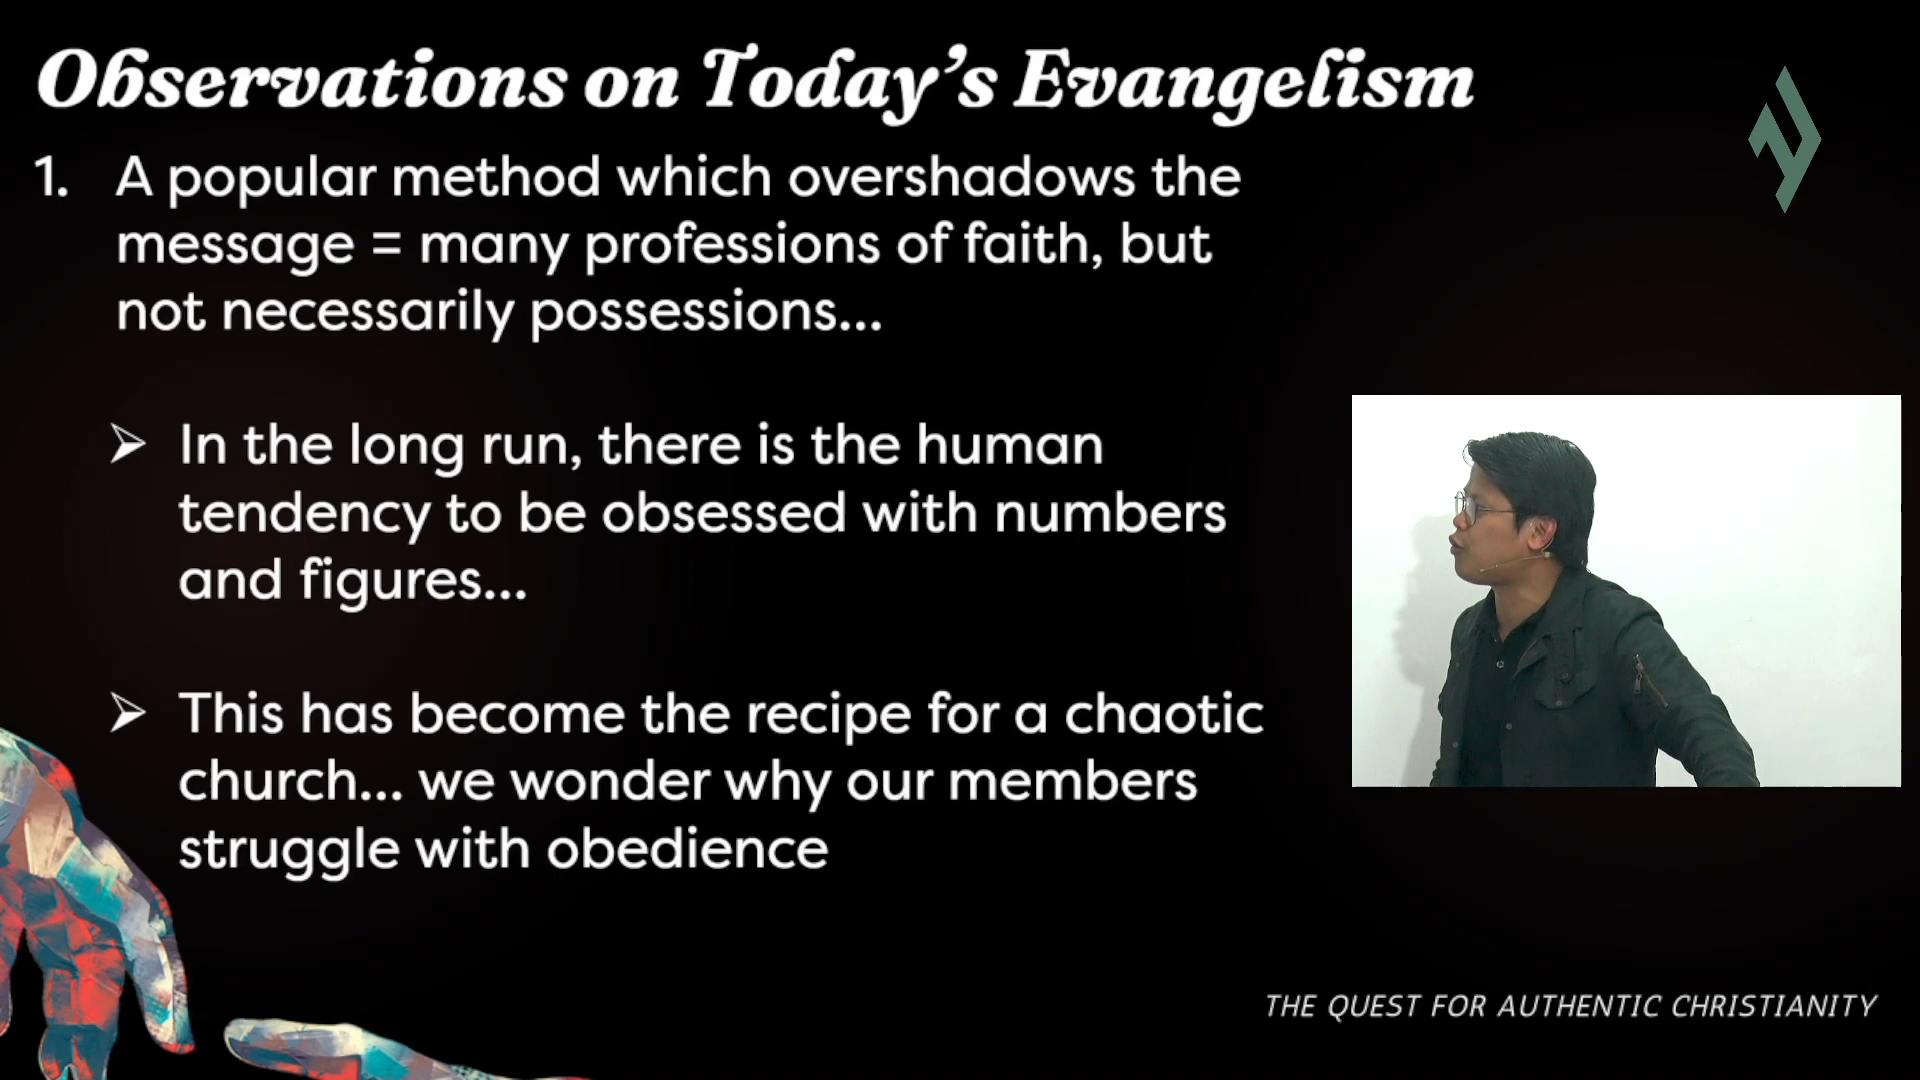 Observations on Today’s Evangelism
1. A popular method which overshadows the
message = many professions of faith, but
not necessarily possessions...
➢ In the long run, there is the human
tendency to be obsessed with numbers
and figures...
➢ This has become the recipe for a chaotic
church... we wonder why our members
struggle with obedience
THE QUEST FOR AUTHENTIC CHRISTIANITY